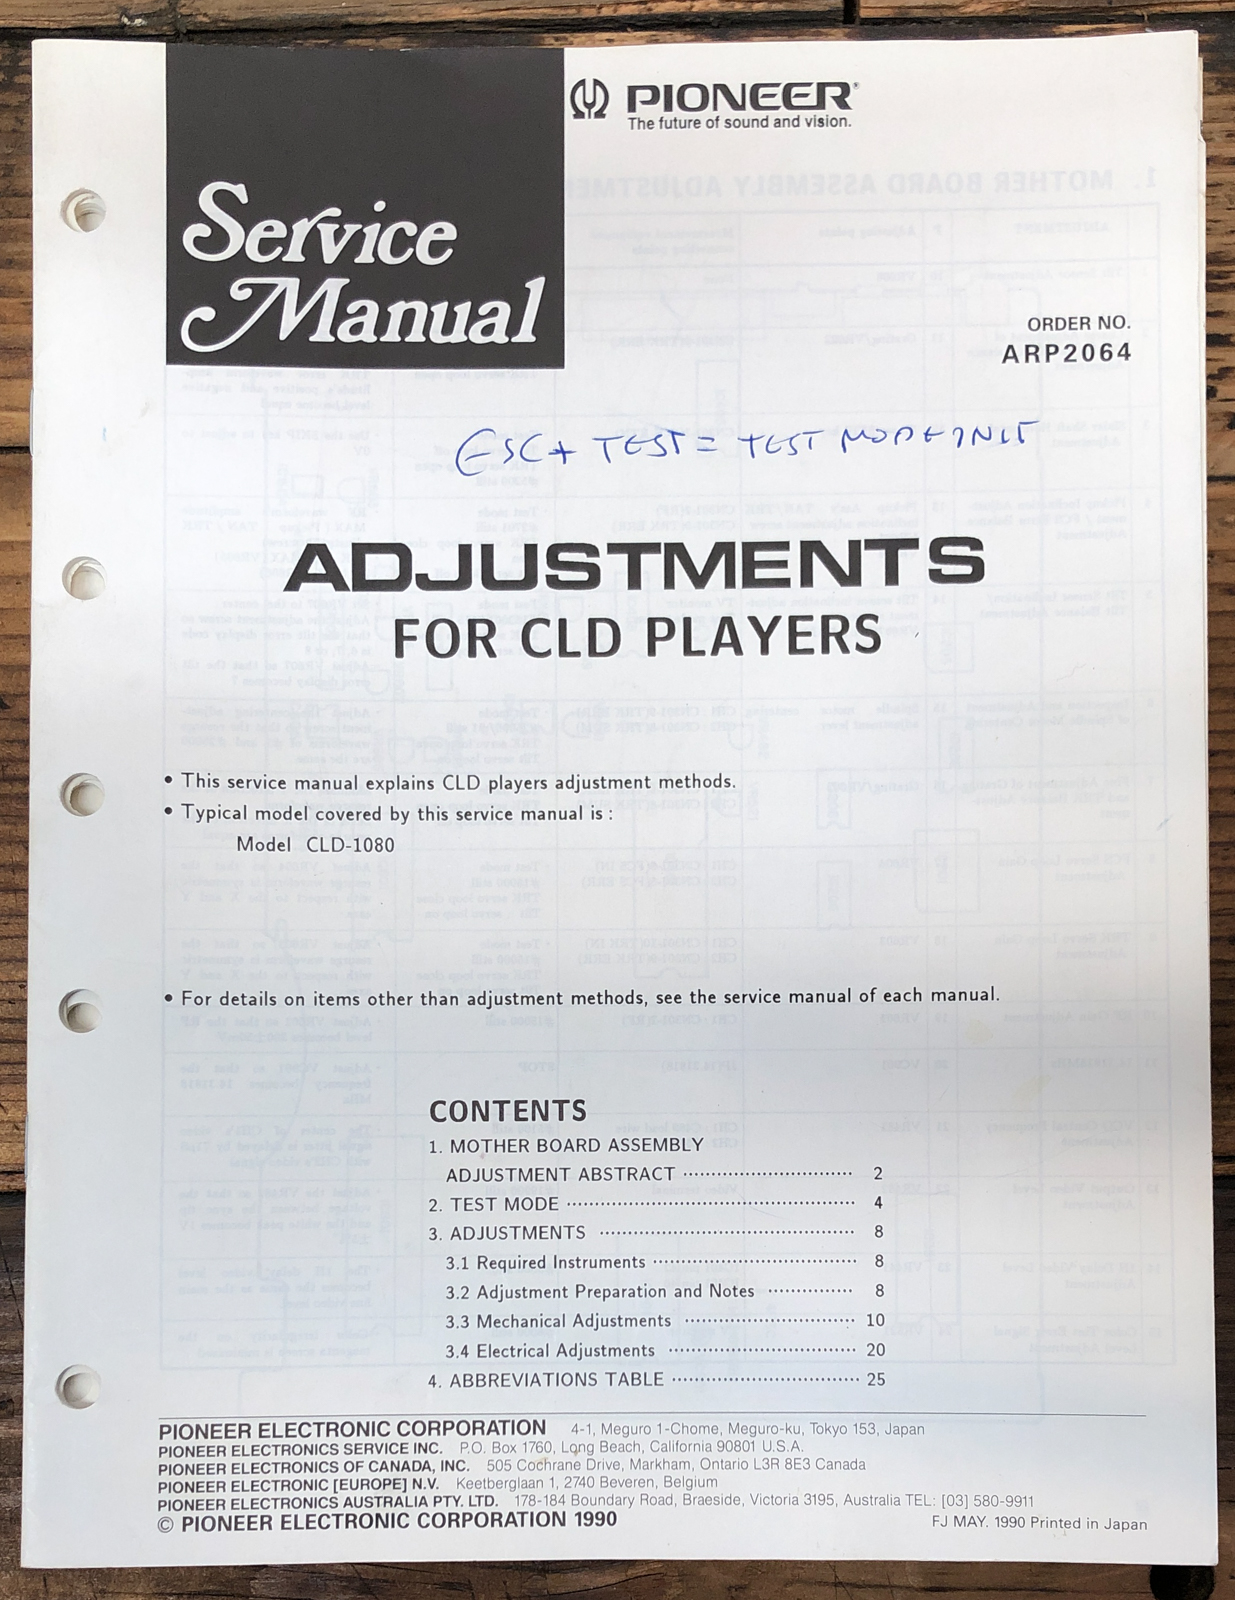 PIONEER®
The future of sound and vision.
Service
Manual
ORDER NO.
ARP2064
ESC + TEST = TEST MODE INIT
ADJUSTMENTS
FOR CLD PLAYERS
• This service manual explains CLD players adjustment methods.
• Typical model covered by this service manual is :
Model CLD-1080
• For details on items other than adjustment methods, see the service manual of each manual.
CONTENTS
1. MOTHER BOARD ASSEMBLY
ADJUSTMENT ABSTRACT ······························ 2
2. TEST MODE ·················································· 4
3. ADJUSTMENTS ············································ 8
3.1 Required Instruments ···································· 8
3.2 Adjustment Preparation and Notes ··············· 8
3.3 Mechanical Adjustments ······························ 10
3.4 Electrical Adjustments ································· 20
4. ABBREVIATIONS TABLE ································· 25
PIONEER ELECTRONIC CORPORATION 4-1, Meguro 1-Chome, Meguro-ku, Tokyo 153, Japan
PIONEER ELECTRONICS SERVICE INC. P.O. Box 1760, Long Beach, California 90801 U.S.A.
PIONEER ELECTRONICS OF CANADA, INC. 505 Cochrane Drive, Markham, Ontario L3R 8E3 Canada
PIONEER ELECTRONIC [EUROPE] N.V. Keetberglaan 1, 2740 Beveren, Belgium
PIONEER ELECTRONICS AUSTRALIA PTY. LTD. 178-184 Boundary Road, Braeside, Victoria 3195, Australia TEL: [03] 580-9911
© PIONEER ELECTRONIC CORPORATION 1990
FJ MAY. 1990 Printed in Japan